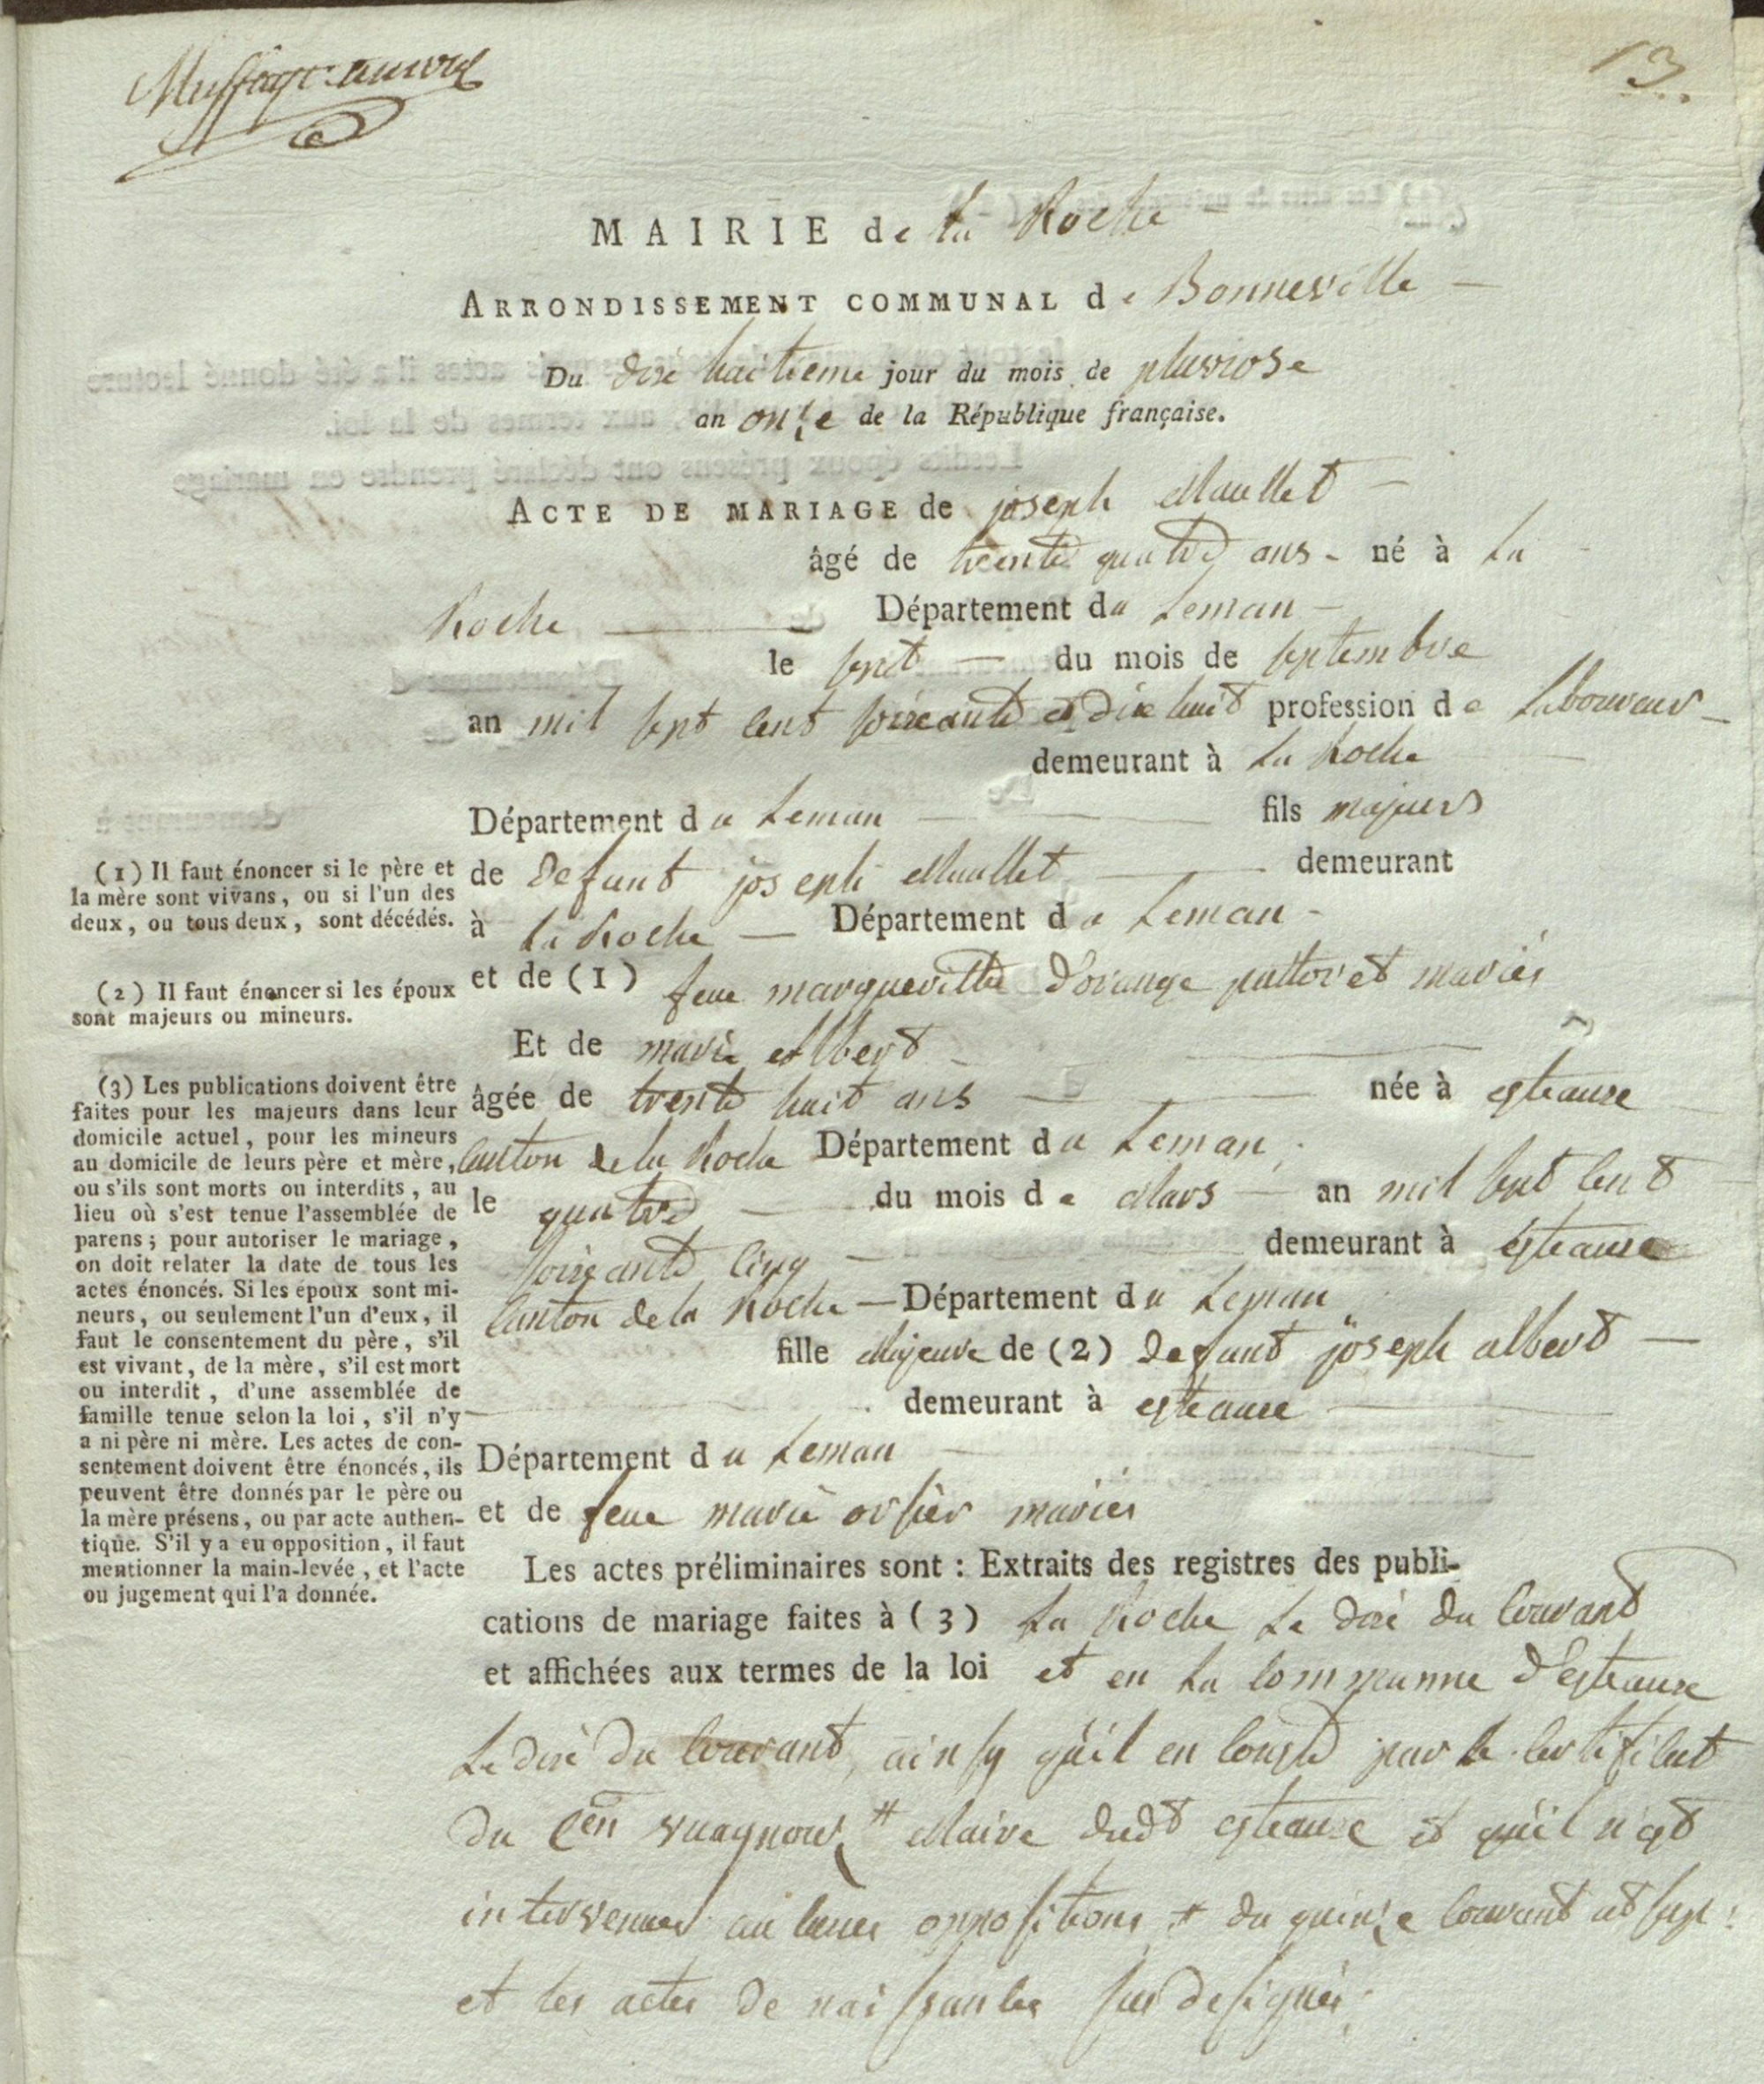 13.
MAIRIE de La Roche
ARRONDISSEMENT COMMUNAL de Bonneville
Du dixhuitieme jour du mois de pluviose
an onze de la République française.
ACTE DE MARIAGE de joseph Maullet
âgé de trente quatre ans né à La
Roche Département du Leman
le sept du mois de septembre
an mil sept cent soixante et dix huit profession de Laboureur
demeurant à La Roche
Département du Leman fils majeur
de defunt joseph Maullet demeurant
à La Roche Département du Leman
et de (1) feue margueritte d'orange mariés
Et de marie Albert
âgée de trente huit ans née à esteaux
Canton de la Roche Département du Leman
le quatre du mois de Mars an mil sept cent
soixante cinq demeurant à esteaux
Canton de la Roche Département du Leman
fille Majeure de (2) defunt joseph albert
demeurant à esteaux
Département du Leman
et de feue marie orsier mariés
Les actes préliminaires sont : Extraits des registres des publi-
cations de mariage faites à (3) La Roche Le dix du Courant
et affichées aux termes de la loi et en La Commune d'esteaux
Le dix du Courant, ainsy qu'il en Conste par le Certificat
du Cen vuagnoux # Maire dudt esteaux et qu'il n'est
intervenues aucunes oppositions # du quinze Courant
et les actes de naissances sus designés.
(1) Il faut énoncer si le père et
la mère sont vivans, ou si l'un des
deux, ou tous deux, sont décédés.
(2) Il faut énoncer si les époux
sont majeurs ou mineurs.
(3) Les publications doivent être
faites pour les majeurs dans leur
domicile actuel, pour les mineurs
au domicile de leurs père et mère,
ou s'ils sont morts ou interdits, au
lieu où s'est tenue l'assemblée de
parens ; pour autoriser le mariage,
on doit relater la date de tous les
actes énoncés. Si les époux sont mi-
neurs, ou seulement l'un d'eux, il
faut le consentement du père, s'il
est vivant, de la mère, s'il est mort
ou interdit, d'une assemblée de
famille tenue selon la loi, s'il n'y
a ni père ni mère. Les actes de con-
sentement doivent être énoncés, ils
peuvent être donnés par le père ou
la mère présens, ou par acte authen-
tique. S'il y a eu opposition, il faut
mentionner la main-levée, et l'acte
ou jugement qui l'a donnée.